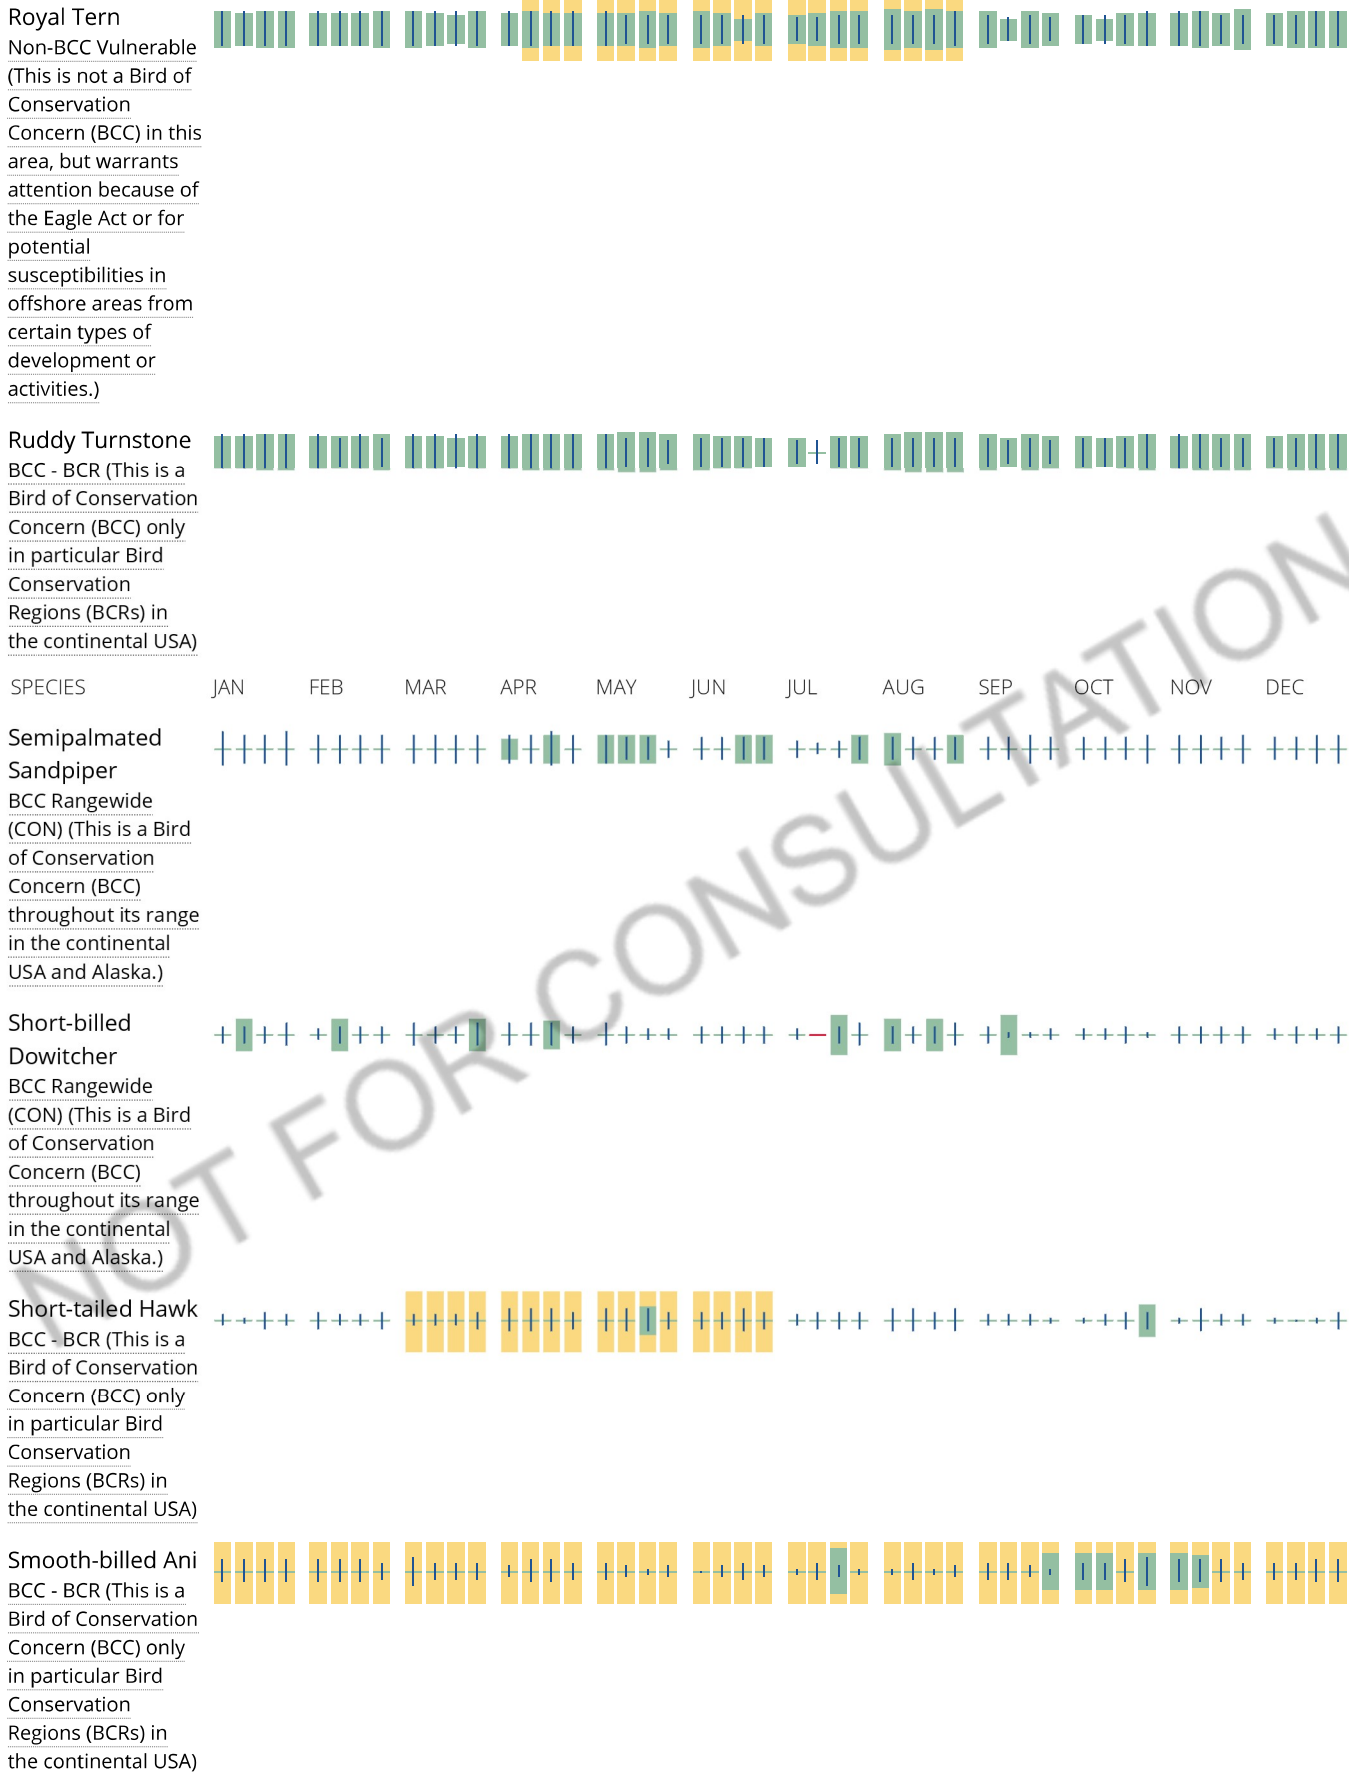 Royal Tern
Non-BCC Vulnerable
(This is not a Bird of
Conservation
Concern (BCC) in this
area, but warrants
attention because of
the Eagle Act or for
potential
susceptibilities in
offshore areas from
certain types of
development or
activities.)
Ruddy Turnstone
BCC - BCR (This is a
Bird of Conservation
Concern (BCC) only
in particular Bird
Conservation
Regions (BCRs) in
the continental USA)
SPECIES JAN FEB MAR APR MAY JUN JUL AUG SEP OCT NOV DEC
Semipalmated
Sandpiper
BCC Rangewide
(CON) (This is a Bird
of Conservation
Concern (BCC)
throughout its range
in the continental
USA and Alaska.)
Short-billed
Dowitcher
BCC Rangewide
(CON) (This is a Bird
of Conservation
Concern (BCC)
throughout its range
in the continental
USA and Alaska.)
Short-tailed Hawk
BCC - BCR (This is a
Bird of Conservation
Concern (BCC) only
in particular Bird
Conservation
Regions (BCRs) in
the continental USA)
Smooth-billed Ani
BCC - BCR (This is a
Bird of Conservation
Concern (BCC) only
in particular Bird
Conservation
Regions (BCRs) in
the continental USA)
NOT FOR CONSULTATION